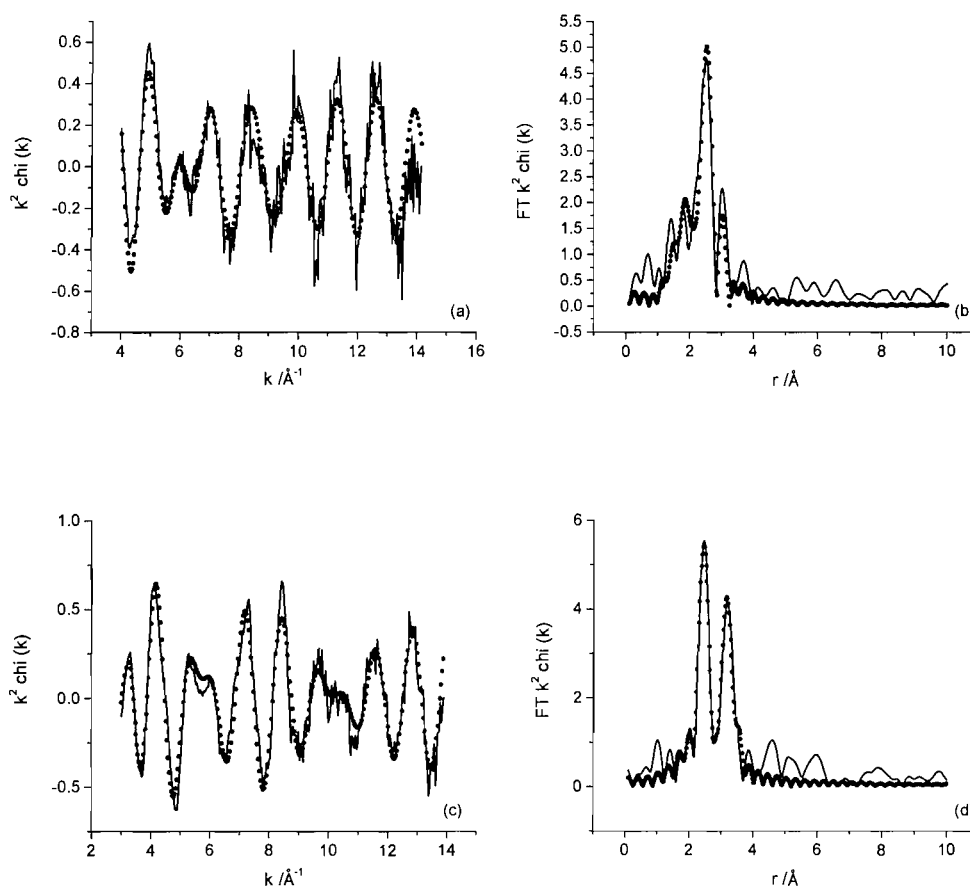 0.6
0.4
0.2
0.0
-0.2
-0.4
-0.6
-0.8
k² chi (k)
4 6 8 10 12 14 16
k /Å⁻¹
(a)
5.5
5.0
4.5
4.0
3.5
3.0
2.5
2.0
1.5
1.0
0.5
0.0
-0.5
FT k² chi (k)
0 2 4 6 8 10
r /Å
(b
1.0
0.5
0.0
-0.5
k² chi (k)
2 4 6 8 10 12 14
k /Å⁻¹
(c)
6
4
2
0
FT k² chi (k)
0 2 4 6 8 10
r /Å
(d